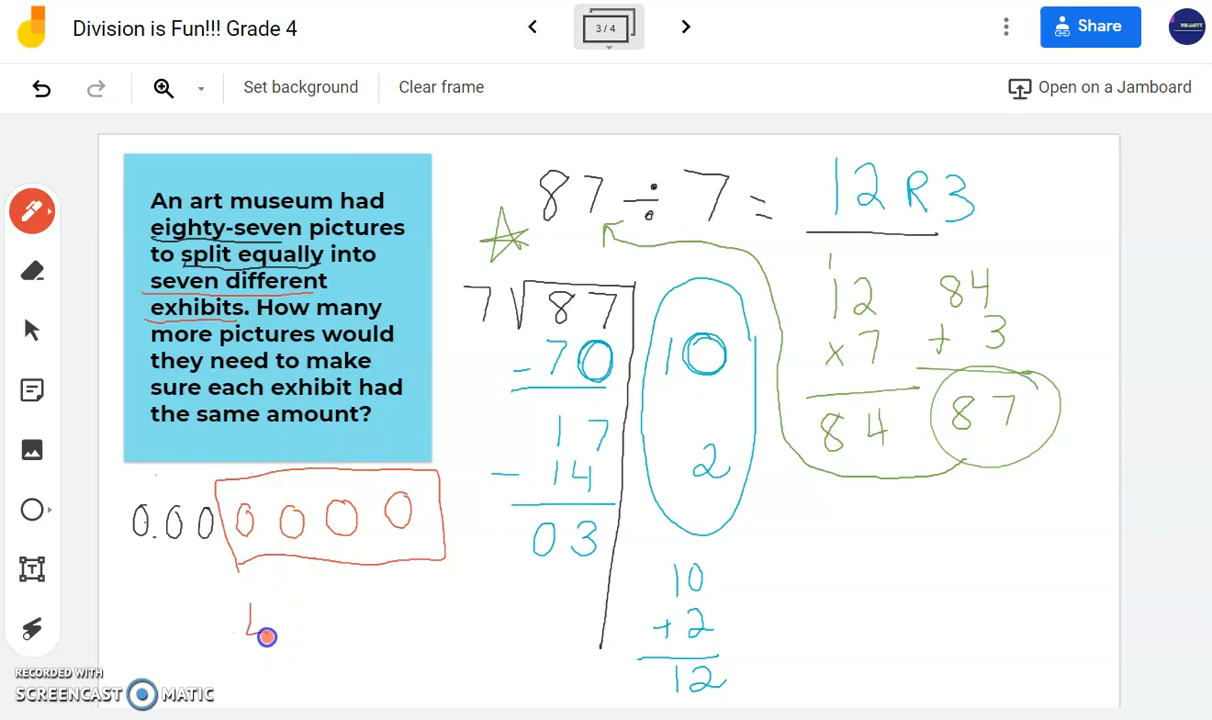 Division is Fun!!! Grade 4
3 / 4
Share
Set background
Clear frame
Open on a Jamboard
An art museum had
eighty-seven pictures
to split equally into
seven different
exhibits. How many
more pictures would
they need to make
sure each exhibit had
the same amount?
87 ÷ 7 = 12 R3
7 87
- 70 10
17
- 14 2
03
10
+ 2
12
1
12
x 7
84
84
+ 3
87
0.00 0 0 0 0
RECORDED WITH
SCREENCAST MATIC